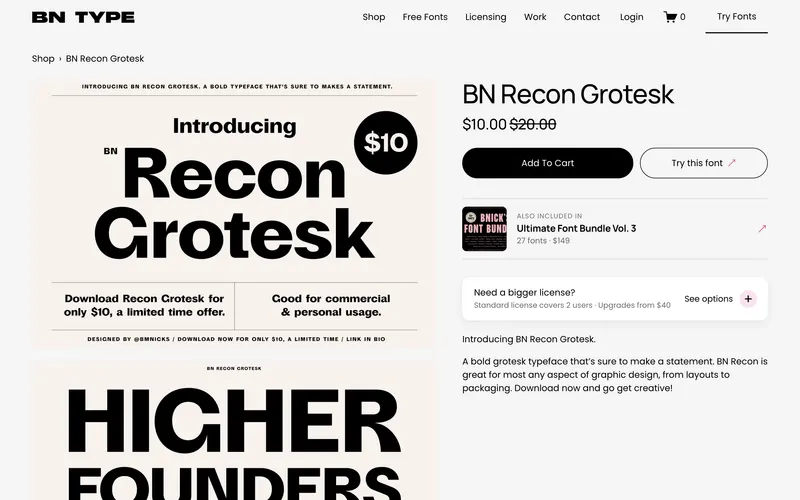 BN TYPE
Shop
Free Fonts
Licensing
Work
Contact
Login
0
Try Fonts
Shop › BN Recon Grotesk
INTRODUCING BN RECON GROTESK. A BOLD TYPEFACE THAT'S SURE TO MAKES A STATEMENT.
Introducing
$10
BN
Recon
Grotesk
Download Recon Grotesk for
only $10, a limited time offer.
Good for commercial
& personal usage.
DESIGNED BY @BMNICKS / DOWNLOAD NOW FOR ONLY $10, A LIMITED TIME / LINK IN BIO
BN RECON GROTESK
HIGHER
FOUNDERS
BN Recon Grotesk
$10.00 $20.00
Add To Cart
Try this font
BNICK'S
FONT BUND
ALSO INCLUDED IN
Ultimate Font Bundle Vol. 3
27 fonts · $149
Need a bigger license?
Standard license covers 2 users · Upgrades from $40
See options
Introducing BN Recon Grotesk.
A bold grotesk typeface that's sure to make a statement. BN Recon is
great for most any aspect of graphic design, from layouts to
packaging. Download now and go get creative!